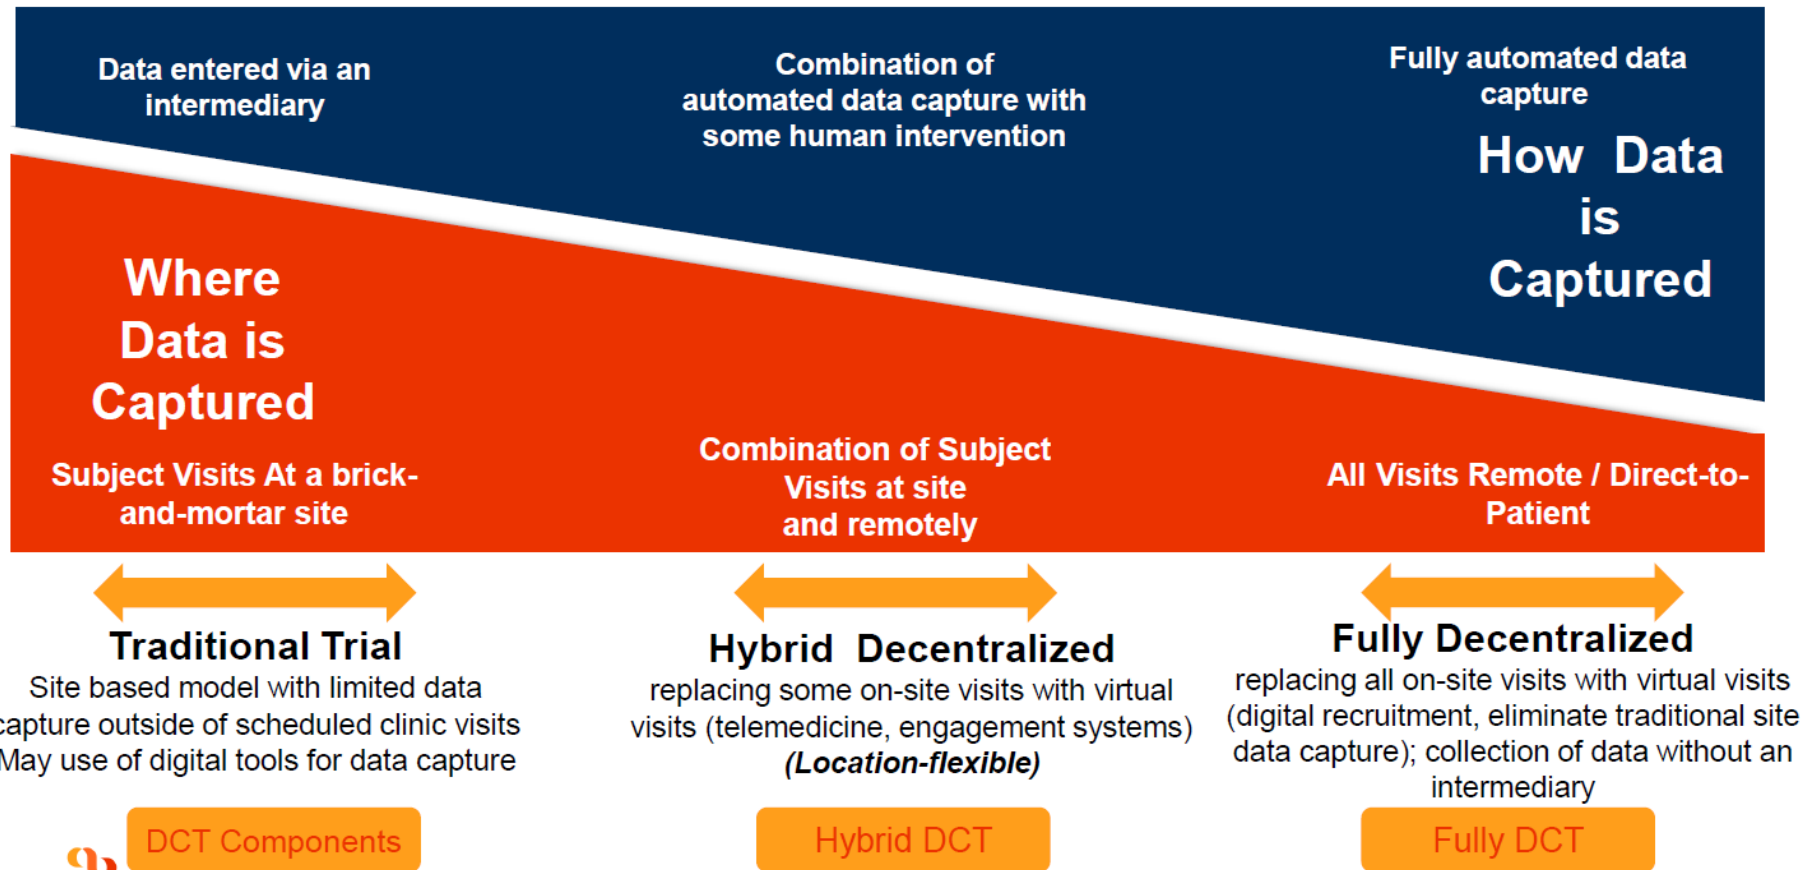 Data entered via an
intermediary
Combination of
automated data capture with
some human intervention
Fully automated data
capture
How Data
is
Captured
Where
Data is
Captured
Subject Visits At a brick-
and-mortar site
Combination of Subject
Visits at site
and remotely
All Visits Remote / Direct-to-
Patient
Traditional Trial
Site based model with limited data
capture outside of scheduled clinic visits
May use of digital tools for data capture
Hybrid Decentralized
replacing some on-site visits with virtual
visits (telemedicine, engagement systems)
(Location-flexible)
Fully Decentralized
replacing all on-site visits with virtual visits
(digital recruitment, eliminate traditional site
data capture); collection of data without an
intermediary
DCT Components
Hybrid DCT
Fully DCT